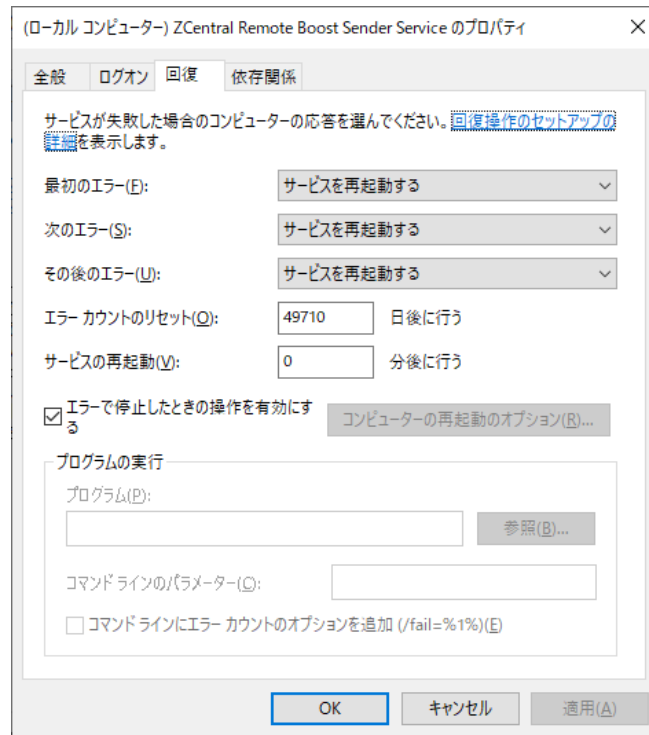 (ローカル コンピューター) ZCentral Remote Boost Sender Service のプロパティ
全般 ログオン 回復 依存関係
サービスが失敗した場合のコンピューターの応答を選んでください。回復操作のセットアップの
詳細を表示します。
最初のエラー(F): サービスを再起動する
次のエラー(S): サービスを再起動する
その後のエラー(U): サービスを再起動する
エラー カウントのリセット(O): 49710 日後に行う
サービスの再起動(V): 0 分後に行う
エラーで停止したときの操作を有効にす
る
コンピューターの再起動のオプション(R)...
プログラムの実行
プログラム(P):
参照(B)...
コマンド ラインのパラメーター(C):
コマンド ラインにエラー カウントのオプションを追加 (/fail=%1%)(E)
OK キャンセル 適用(A)